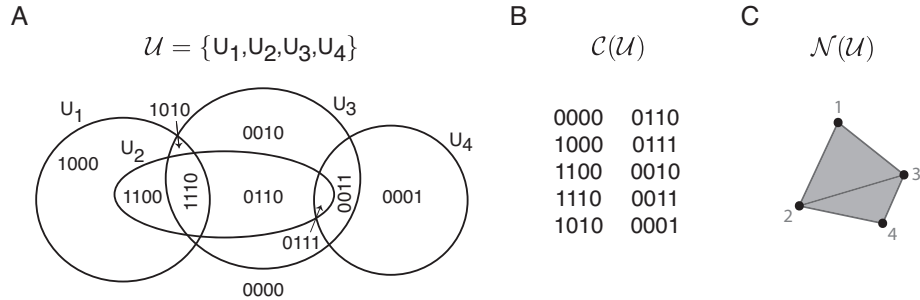 A
𝒰 = {U₁,U₂,U₃,U₄}
U₁
1010
U₃
0010
U₄
U₂
1000
1100
1110
0110
0011
0001
0111
0000
B
𝒞(𝒰)
0000 0110
1000 0111
1100 0010
1110 0011
1010 0001
C
𝒩(𝒰)
1
3
2
4